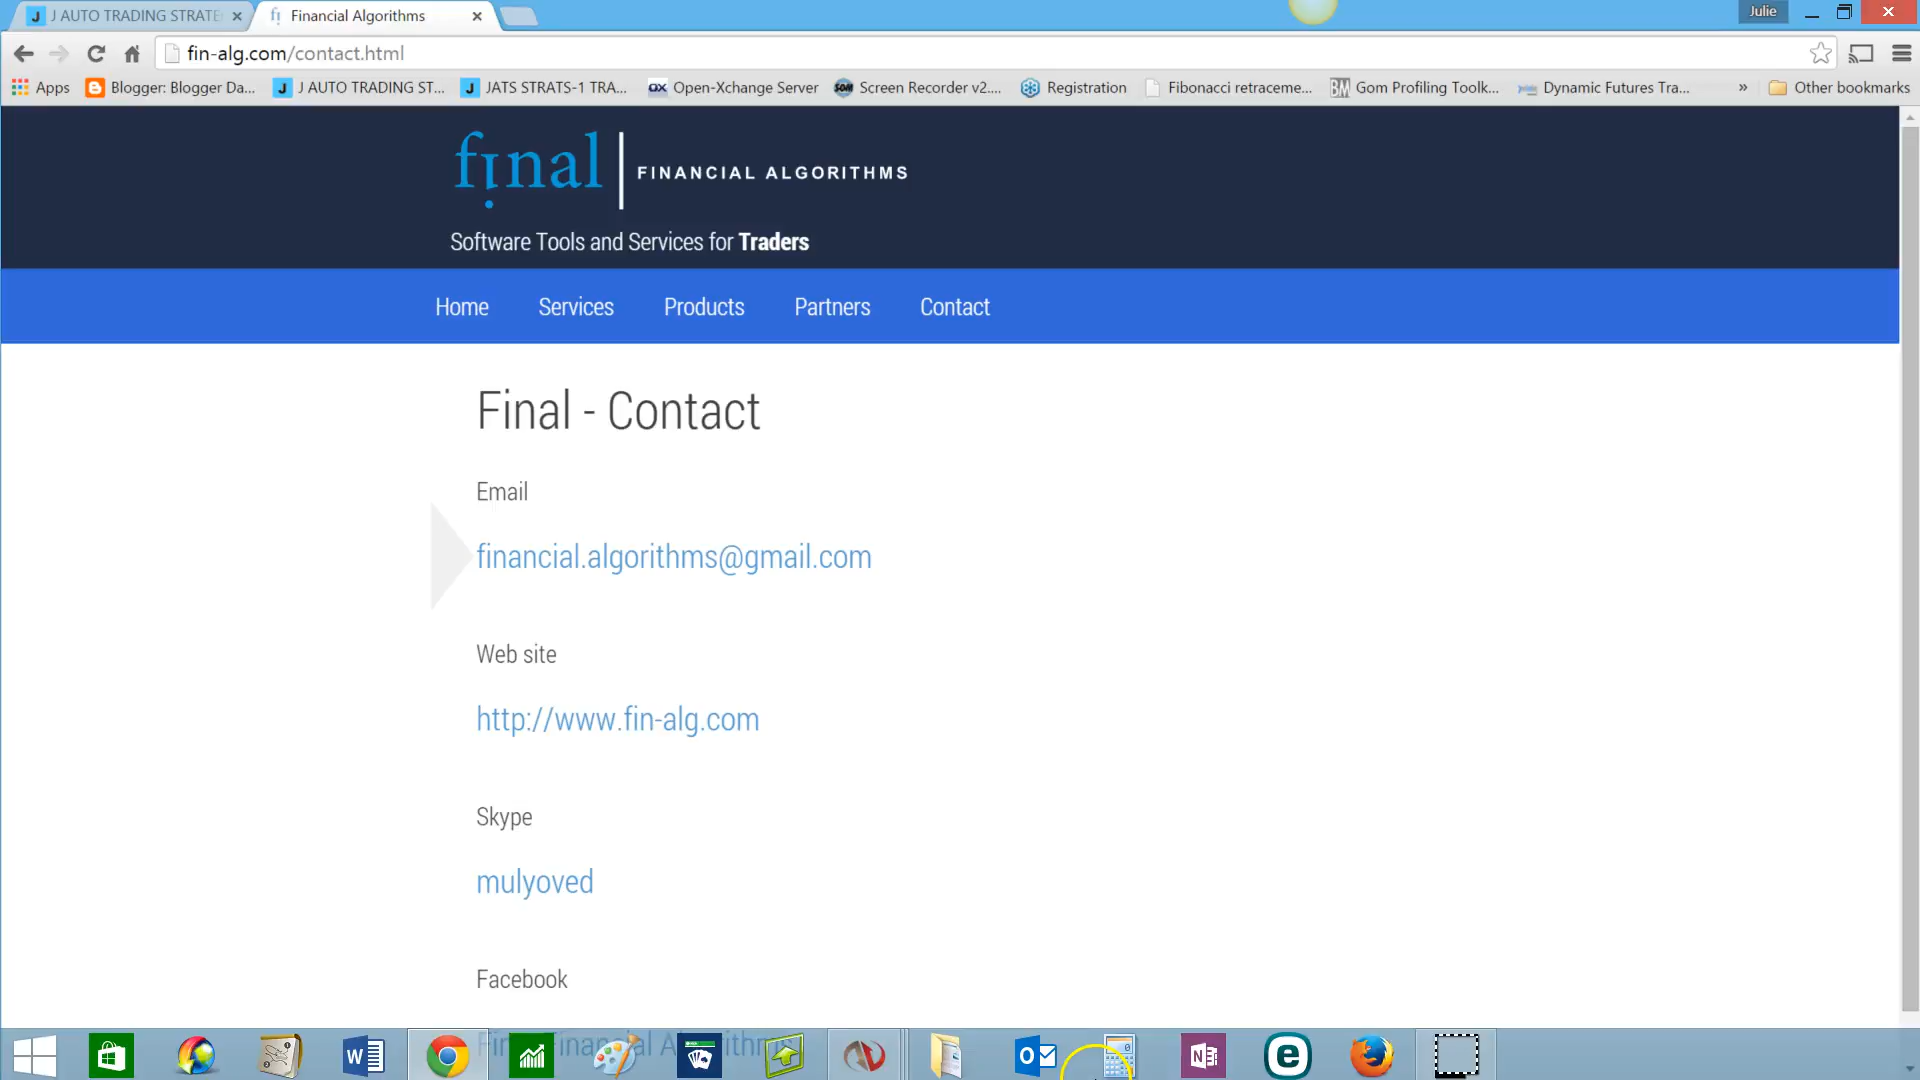 J AUTO TRADING STRATE
Financial Algorithms
Julie
fin-alg.com/contact.html
Apps
Blogger: Blogger Da...
J AUTO TRADING ST...
JATS STRATS-1 TRA...
Open-Xchange Server
Screen Recorder v2....
Registration
Fibonacci retraceme...
Gom Profiling Toolk...
Dynamic Futures Tra...
»
Other bookmarks
final
FINANCIAL ALGORITHMS
Software Tools and Services for Traders
Home
Services
Products
Partners
Contact
Final - Contact
Email
financial.algorithms@gmail.com
Web site
http://www.fin-alg.com
Skype
mulyoved
Facebook